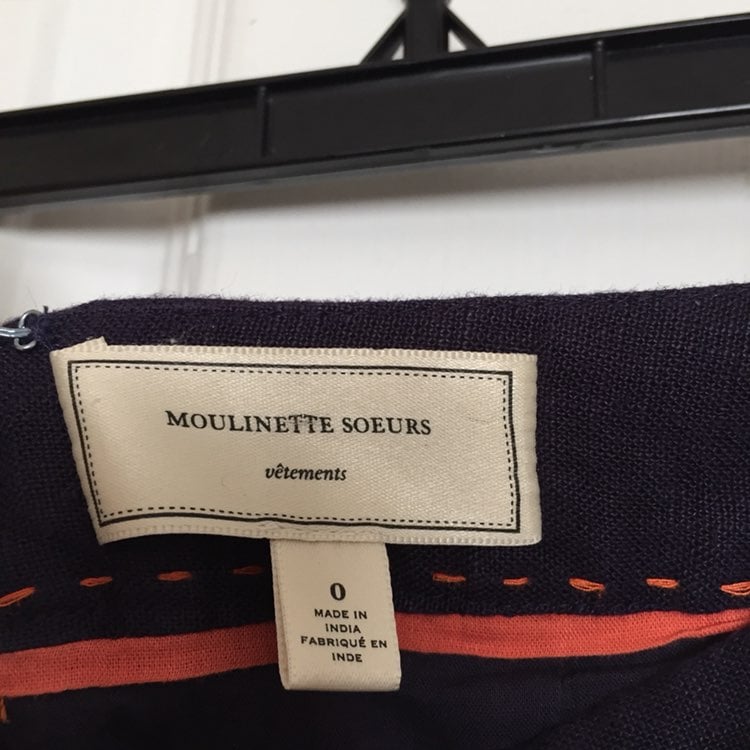 MOULINETTE SOEURS
vêtements
0
MADE IN
INDIA
FABRIQUÉ EN
INDE